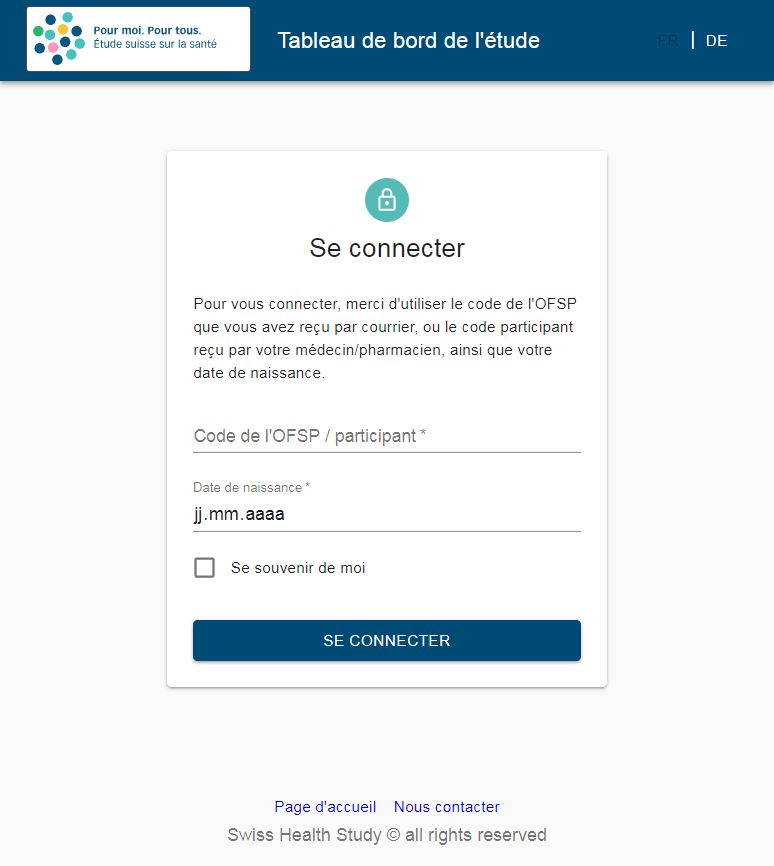 Pour moi. Pour tous.
Étude suisse sur la santé
Tableau de bord de l'étude
FR | DE
Se connecter
Pour vous connecter, merci d'utiliser le code de l'OFSP
que vous avez reçu par courrier, ou le code participant
reçu par votre médecin/pharmacien, ainsi que votre
date de naissance.
Code de l'OFSP / participant *
Date de naissance *
jj.mm.aaaa
Se souvenir de moi
SE CONNECTER
Page d'accueil Nous contacter
Swiss Health Study © all rights reserved